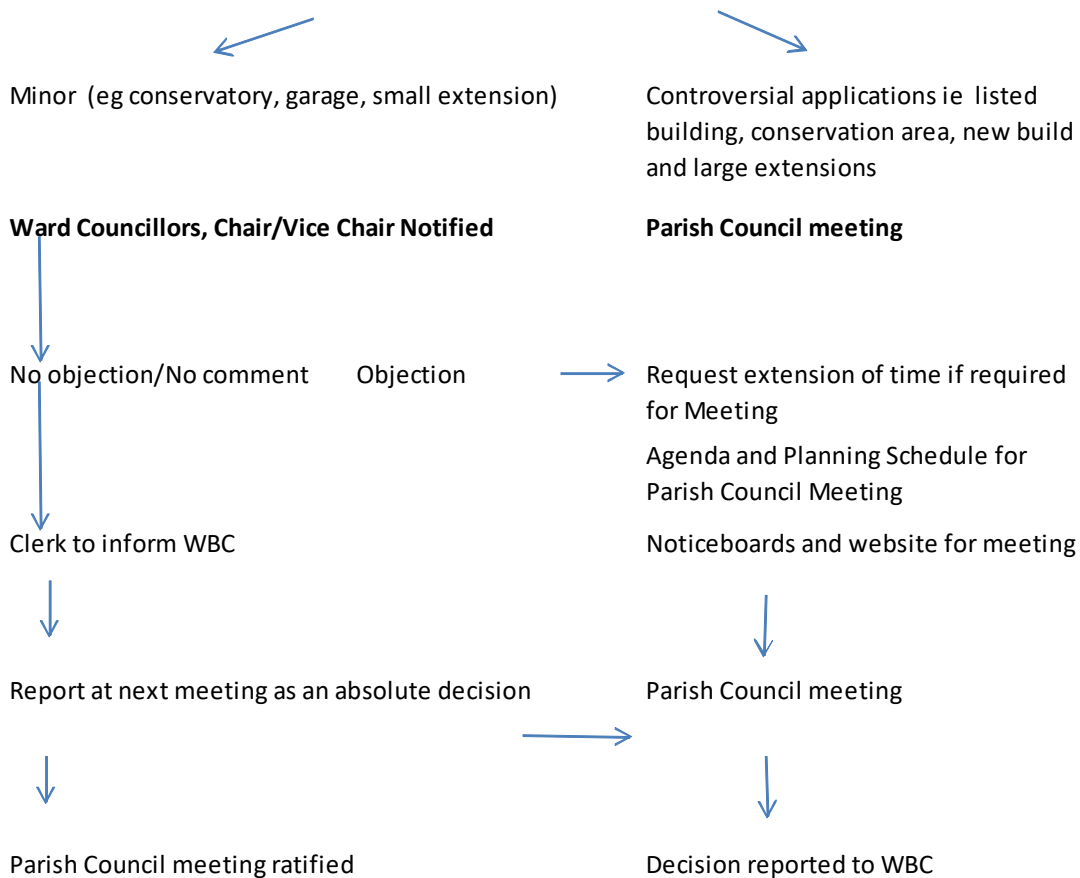 Minor (eg conservatory, garage, small extension)
Controversial applications ie listed
building, conservation area, new build
and large extensions
Ward Councillors, Chair/Vice Chair Notified
Parish Council meeting
No objection/No comment
Objection
Request extension of time if required
for Meeting
Agenda and Planning Schedule for
Parish Council Meeting
Clerk to inform WBC
Noticeboards and website for meeting
Report at next meeting as an absolute decision
Parish Council meeting
Parish Council meeting ratified
Decision reported to WBC